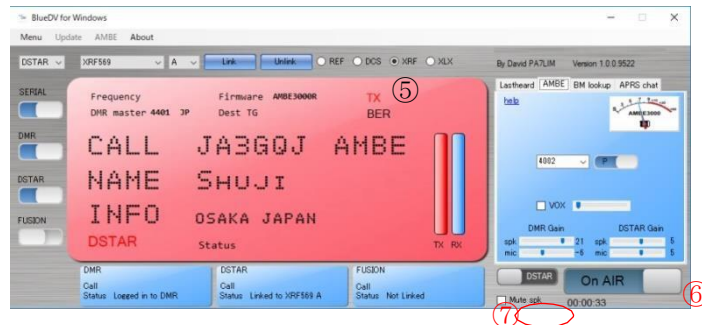 BlueDV for Windows
Menu Update AMBE About
DSTAR XRF569 A Link Unlink REF DCS XRF XLX By David PA7LIM Version 1.0.0.9522
SERIAL
DMR
DSTAR
FUSION
Frequency Firmware AMBE3000R TX ⑤
DMR master 4401 JP Dest TG BER
CALL JA3GQJ AMBE
NAME SHUJI
INFO OSAKA JAPAN
DSTAR Status TX RX
DMR
Call
Status Logged in to DMR
DSTAR
Call
Status Linked to XRF569 A
FUSION
Call
Status Not Linked
Lastheard AMBE BM lookup APRS chat
help
AMBE3000
4002 P
VOX
DMR Gain DSTAR Gain
spk 21 spk 5
mic -6 mic 5
DSTAR On AIR
Mute spk 00:00:33
⑥
⑦